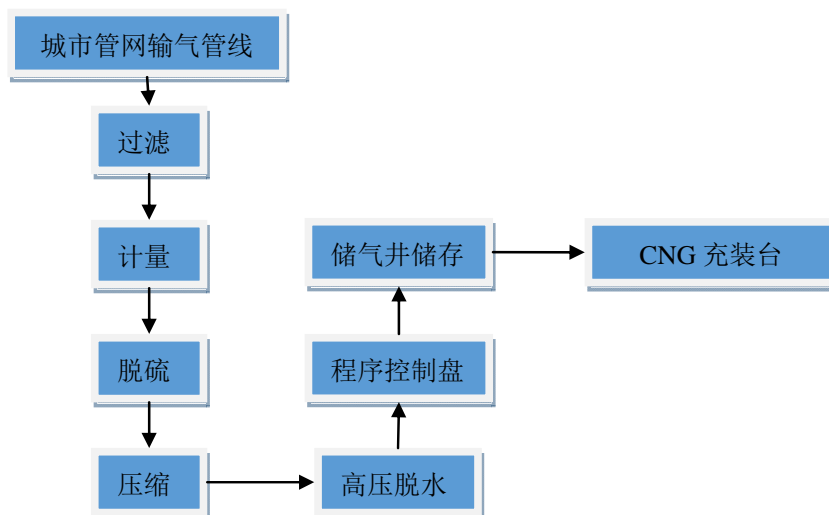 城市管网输气管线
过滤
计量
脱硫
压缩
高压脱水
程序控制盘
储气井储存
CNG 充装台